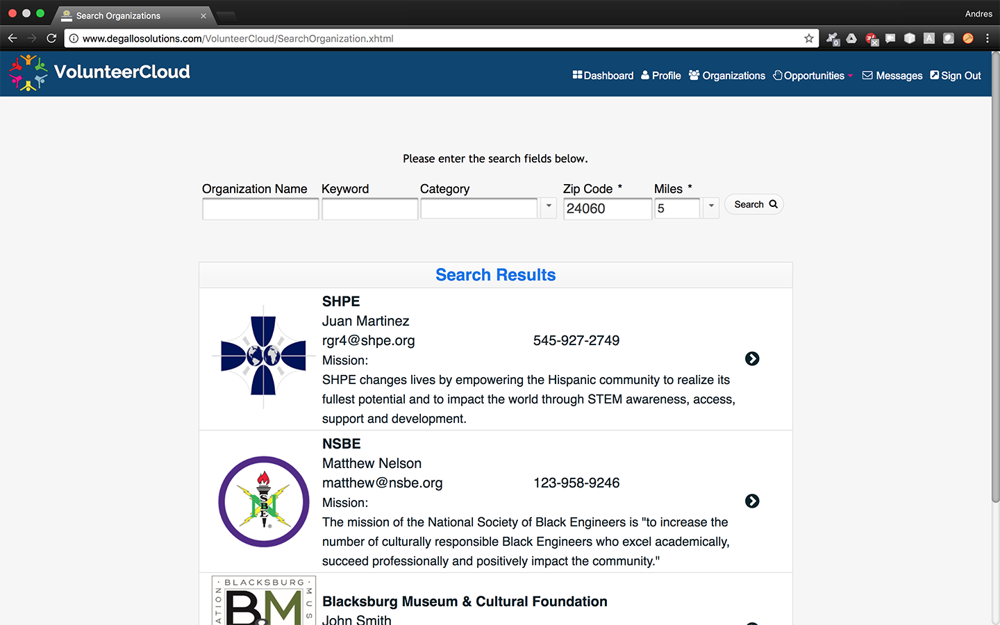 Search Organizations
Andres
www.degallosolutions.com/VolunteerCloud/SearchOrganization.xhtml
VolunteerCloud
Dashboard Profile Organizations Opportunities Messages Sign Out
Please enter the search fields below.
Organization Name Keyword Category Zip Code * Miles *
24060 5 Search
Search Results
SHPE
Juan Martinez
rgr4@shpe.org 545-927-2749
Mission:
SHPE changes lives by empowering the Hispanic community to realize its
fullest potential and to impact the world through STEM awareness, access,
support and development.
NSBE
Matthew Nelson
matthew@nsbe.org 123-958-9246
Mission:
The mission of the National Society of Black Engineers is "to increase the
number of culturally responsible Black Engineers who excel academically,
succeed professionally and positively impact the community."
NSBE
· BLACKSBURG ·
BM
Blacksburg Museum & Cultural Foundation
John Smith